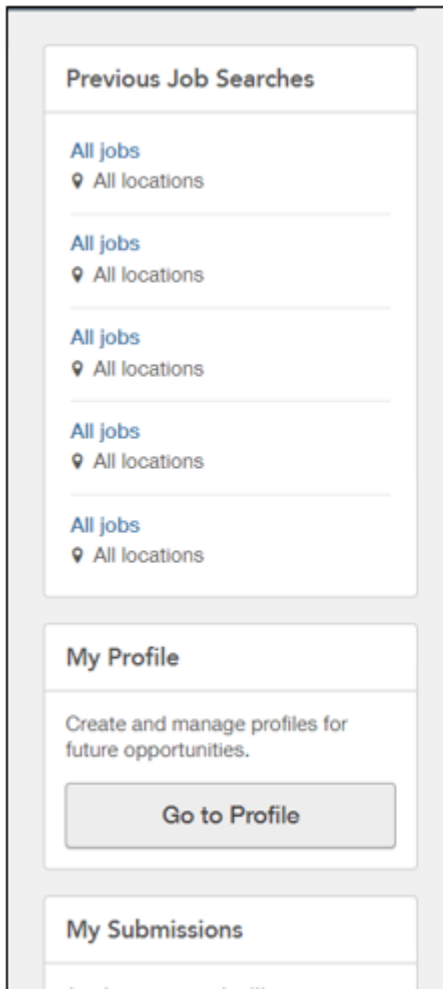 Previous Job Searches
All jobs
All locations
All jobs
All locations
All jobs
All locations
All jobs
All locations
All jobs
All locations
My Profile
Create and manage profiles for
future opportunities.
Go to Profile
My Submissions